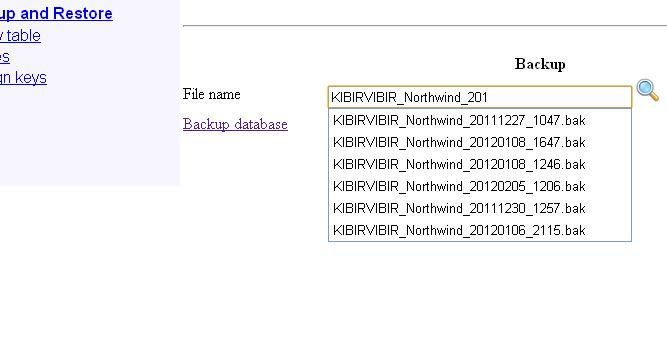 up and Restore
table
gn keys
Backup
File name
KIBIRVIBIR_Northwind_201
Backup database
KIBIRVIBIR_Northwind_20111227_1047.bak
KIBIRVIBIR_Northwind_20120108_1647.bak
KIBIRVIBIR_Northwind_20120108_1246.bak
KIBIRVIBIR_Northwind_20120205_1206.bak
KIBIRVIBIR_Northwind_20111230_1257.bak
KIBIRVIBIR_Northwind_20120106_2115.bak